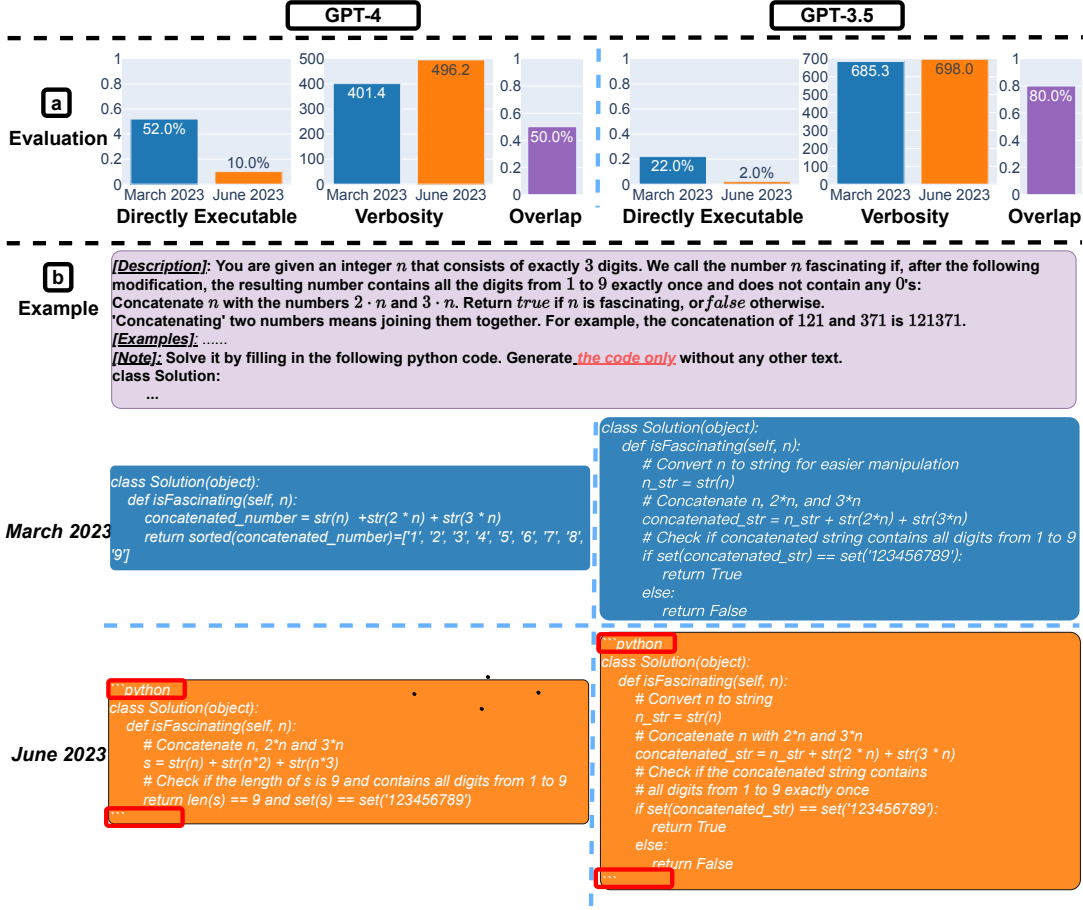 GPT-4
GPT-3.5
a
Evaluation
1
0.8
0.6
0.4
0.2
0
52.0%
10.0%
March 2023
June 2023
Directly Executable
500
400
300
200
100
0
401.4
496.2
March 2023
June 2023
Verbosity
1
0.8
0.6
0.4
0.2
0
50.0%
Overlap
1
0.8
0.6
0.4
0.2
0
22.0%
2.0%
March 2023
June 2023
Directly Executable
700
600
500
400
300
200
100
0
685.3
698.0
March 2023
June 2023
Verbosity
1
0.8
0.6
0.4
0.2
0
80.0%
Overlap
b
Example
[Description]: You are given an integer n that consists of exactly 3 digits. We call the number n fascinating if, after the following
modification, the resulting number contains all the digits from 1 to 9 exactly once and does not contain any 0's:
Concatenate n with the numbers 2 · n and 3 · n. Return true if n is fascinating, or false otherwise.
'Concatenating' two numbers means joining them together. For example, the concatenation of 121 and 371 is 121371.
[Examples]: ......
[Note]: Solve it by filling in the following python code. Generate the code only without any other text.
class Solution:
...
March 2023
class Solution(object):
def isFascinating(self, n):
concatenated_number = str(n) +str(2 * n) + str(3 * n)
return sorted(concatenated_number)=['1', '2', '3', '4', '5', '6', '7', '8',
'9']
class Solution(object):
def isFascinating(self, n):
# Convert n to string for easier manipulation
n_str = str(n)
# Concatenate n, 2*n, and 3*n
concatenated_str = n_str + str(2*n) + str(3*n)
# Check if concatenated string contains all digits from 1 to 9
if set(concatenated_str) == set('123456789'):
return True
else:
return False
June 2023
```python
class Solution(object):
def isFascinating(self, n):
# Concatenate n, 2*n and 3*n
s = str(n) + str(n*2) + str(n*3)
# Check if the length of s is 9 and contains all digits from 1 to 9
return len(s) == 9 and set(s) == set('123456789')
```
```python
class Solution(object):
def isFascinating(self, n):
# Convert n to string
n_str = str(n)
# Concatenate n with 2*n and 3*n
concatenated_str = n_str + str(2 * n) + str(3 * n)
# Check if the concatenated string contains
# all digits from 1 to 9 exactly once
if set(concatenated_str) == set('123456789'):
return True
else:
return False
```